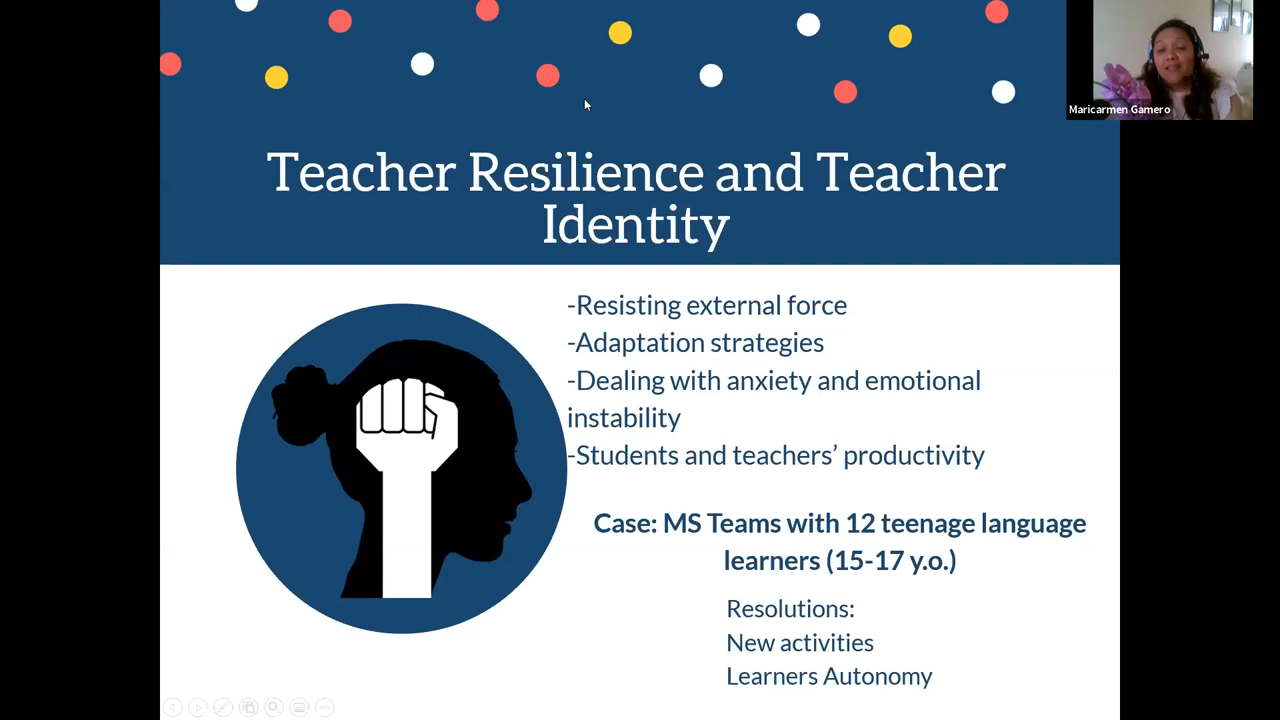 Maricarmen Gamero
Teacher Resilience and Teacher
Identity
-Resisting external force
-Adaptation strategies
-Dealing with anxiety and emotional
instability
-Students and teachers’ productivity
Case: MS Teams with 12 teenage language
learners (15-17 y.o.)
Resolutions:
New activities
Learners Autonomy